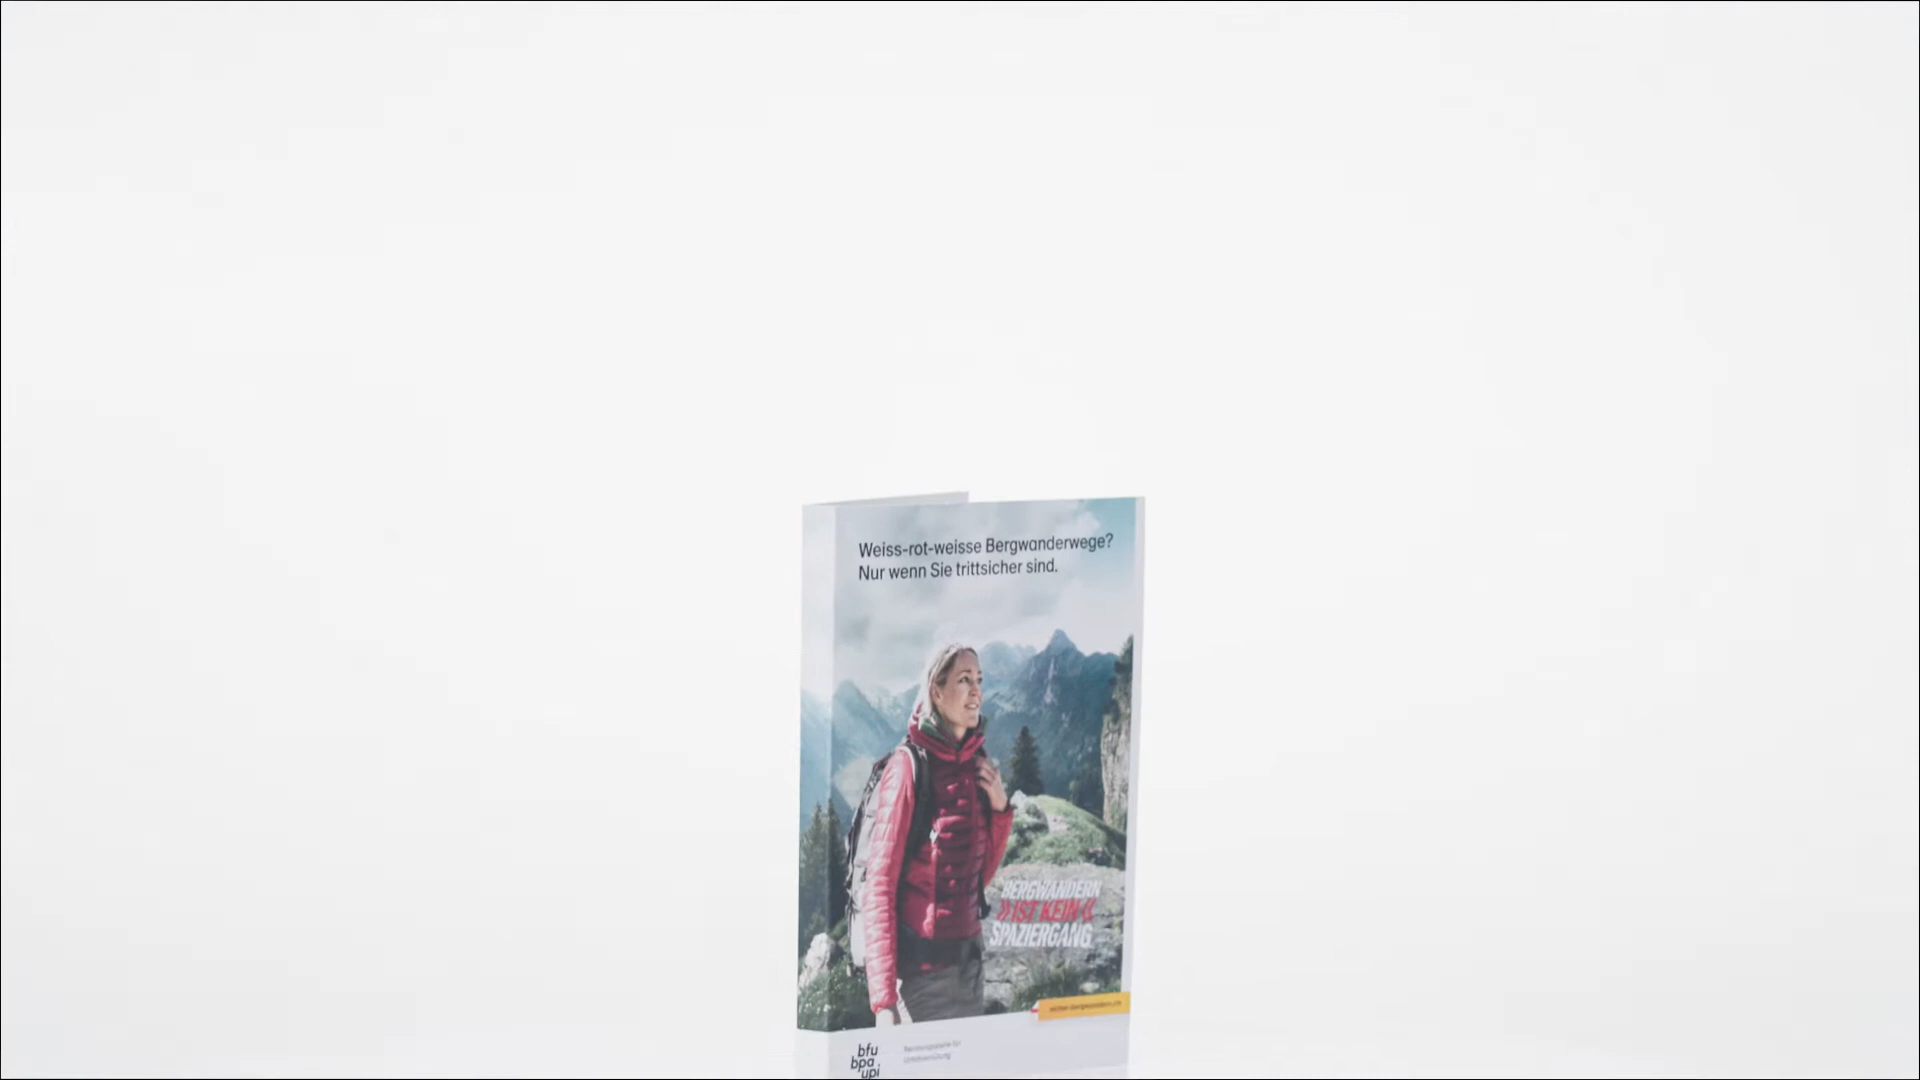 Weiss-rot-weisse Bergwanderwege?
Nur wenn Sie trittsicher sind.
BERGWANDERN
»IST KEIN«
SPAZIERGANG
bfu
bpa
upi